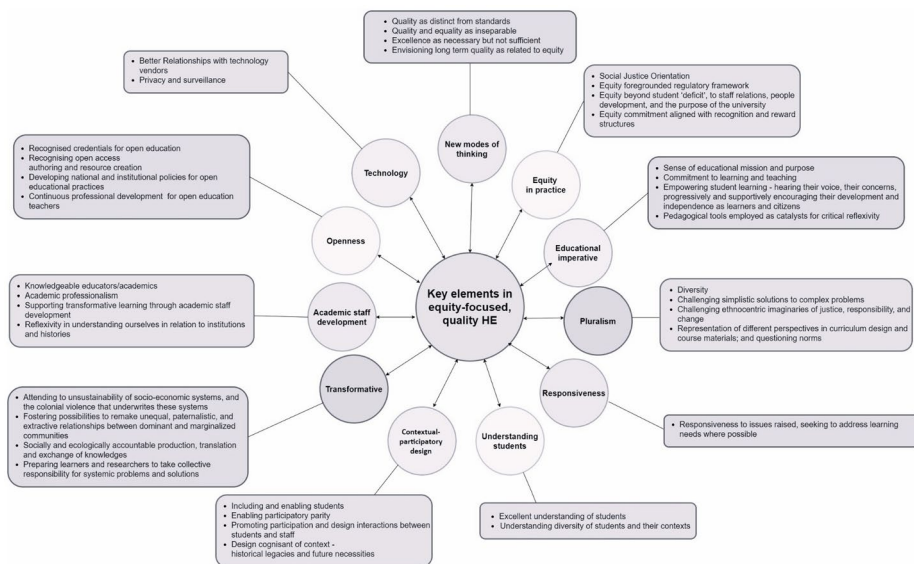 Quality as distinct from standards
Quality and equality as inseparable
Excellence as necessary but not sufficient
Envisioning long term quality as related to equity
Better Relationships with technology
vendors
Privacy and surveillance
Social Justice Orientation
Equity foregrounded regulatory framework
Equity beyond student 'deficit', to staff relations, people
development, and the purpose of the university
Equity commitment aligned with recognition and reward
structures
New modes of
thinking
Technology
Equity
in practice
Recognised credentials for open education
Recognising open access
authoring and resource creation
Developing national and institutional policies for open
educational practices
Continuous professional development for open education
teachers
Sense of educational mission and purpose
Commitment to learning and teaching
Empowering student learning - hearing their voice, their concerns,
progressively and supportively encouraging their development and
independence as learners and citizens
Pedagogical tools employed as catalysts for critical reflexivity
Openness
Educational
imperative
Key elements in
equity-focused,
quality HE
Knowledgeable educators/academics
Academic professionalism
Supporting transformative learning through academic staff
development
Reflexivity in understanding ourselves in relation to institutions
and histories
Academic staff
development
Pluralism
Diversity
Challenging simplistic solutions to complex problems
Challenging ethnocentric imaginaries of justice, responsibility, and
change
Representation of different perspectives in curriculum design and
course materials; and questioning norms
Transformative
Responsiveness
Attending to unsustainability of socio-economic systems, and
the colonial violence that underwrites these systems
Fostering possibilities to remake unequal, paternalistic, and
extractive relationships between dominant and marginalized
communities
Socially and ecologically accountable production, translation
and exchange of knowledges
Preparing learners and researchers to take collective
responsibility for systemic problems and solutions
Responsiveness to issues raised, seeking to address learning
needs where possible
Contextual-
participatory
design
Understanding
students
Including and enabling students
Enabling participatory parity
Promoting participation and design interactions between
students and staff
Design cognisant of context -
historical legacies and future necessities
Excellent understanding of students
Understanding diversity of students and their contexts